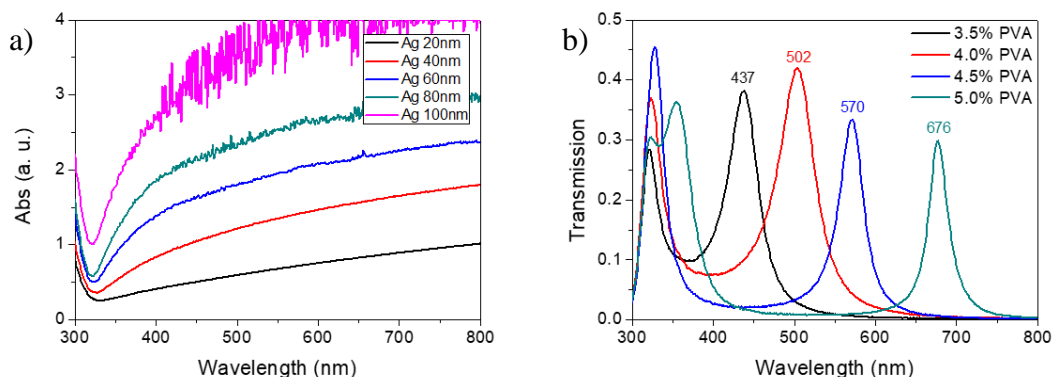 a)
4
3
2
1
0
Abs (a. u.)
Ag 20nm
Ag 40nm
Ag 60nm
Ag 80nm
Ag 100nm
300 400 500 600 700 800
Wavelength (nm)
b)
0.5
0.4
0.3
0.2
0.1
0.0
Transmission
437
502
570
676
3.5% PVA
4.0% PVA
4.5% PVA
5.0% PVA
300 400 500 600 700 800
Wavelength (nm)